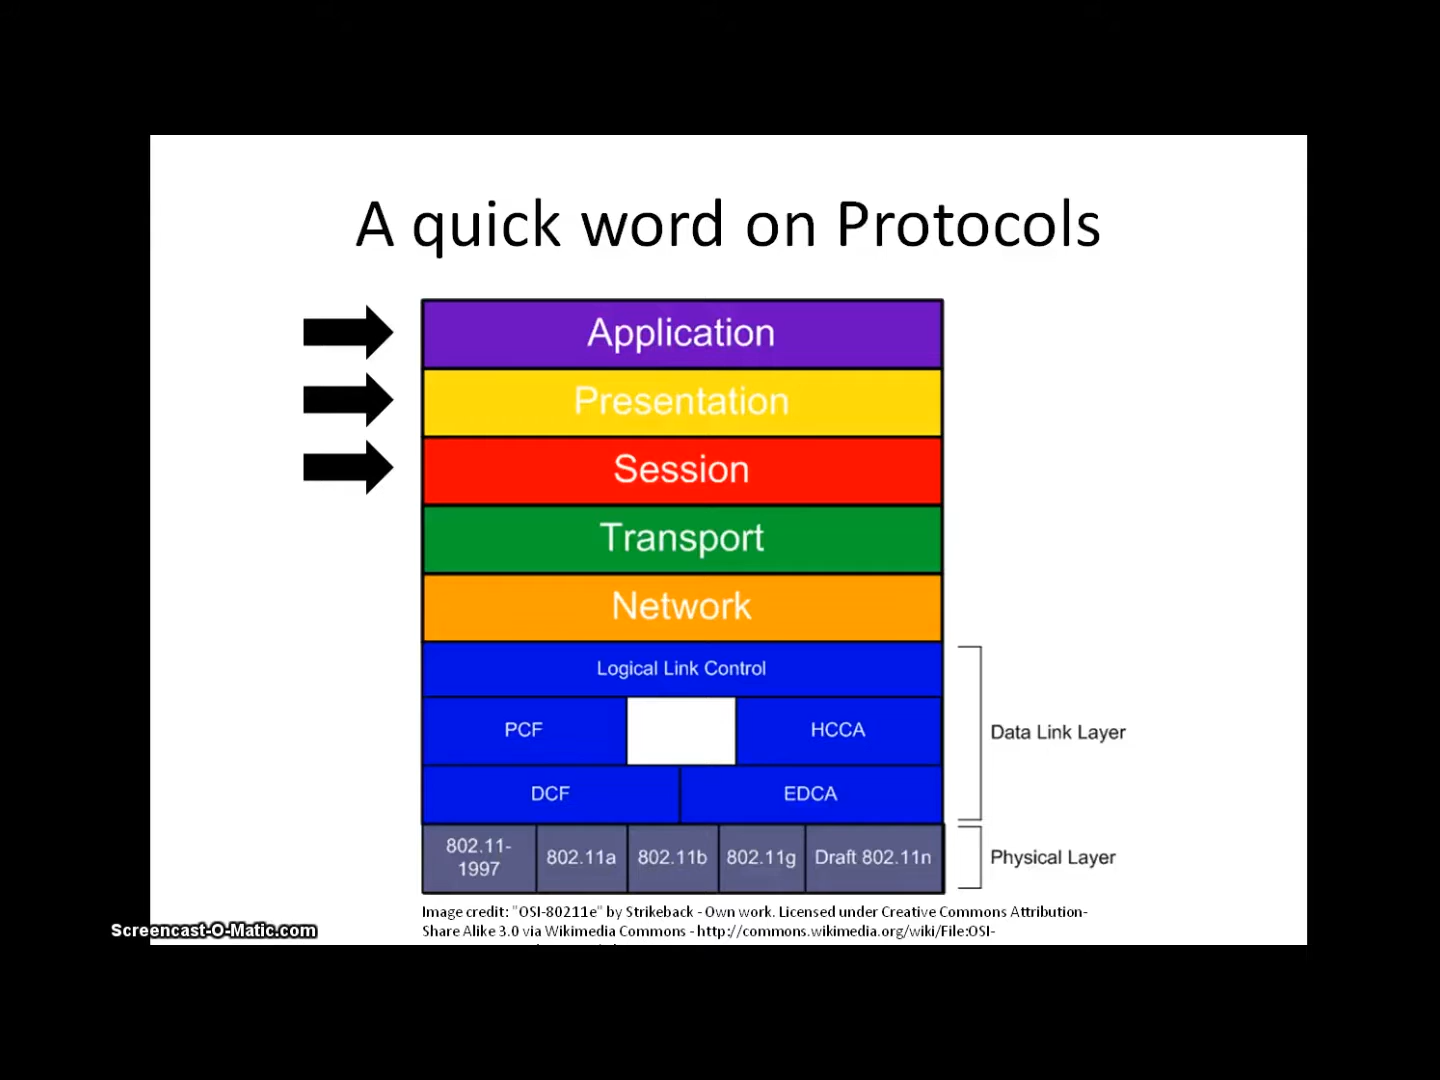 A quick word on Protocols
Application
Presentation
Session
Transport
Network
Logical Link Control
PCF
HCCA
Data Link Layer
DCF
EDCA
802.11-
1997
802.11a
802.11b
802.11g
Draft 802.11n
Physical Layer
Image credit: "OSI-80211e" by Strikeback - Own work. Licensed under Creative Commons Attribution-
Share Alike 3.0 via Wikimedia Commons - http://commons.wikimedia.org/wiki/File:OSI-
Screencast-O-Matic.com